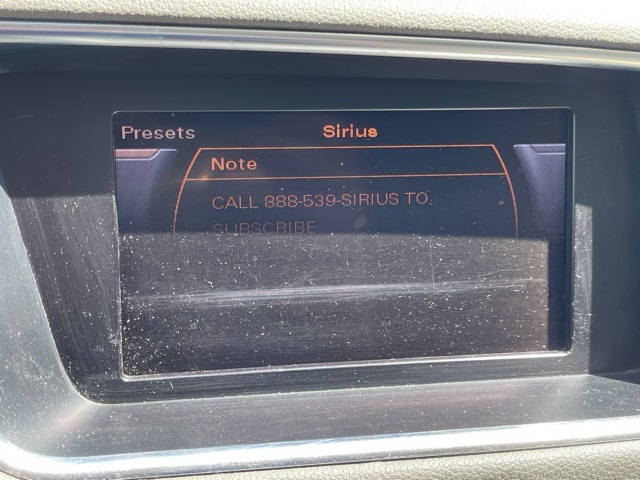 Presets Sirius
Note
CALL 888-539-SIRIUS TO
SUBSCRIBE